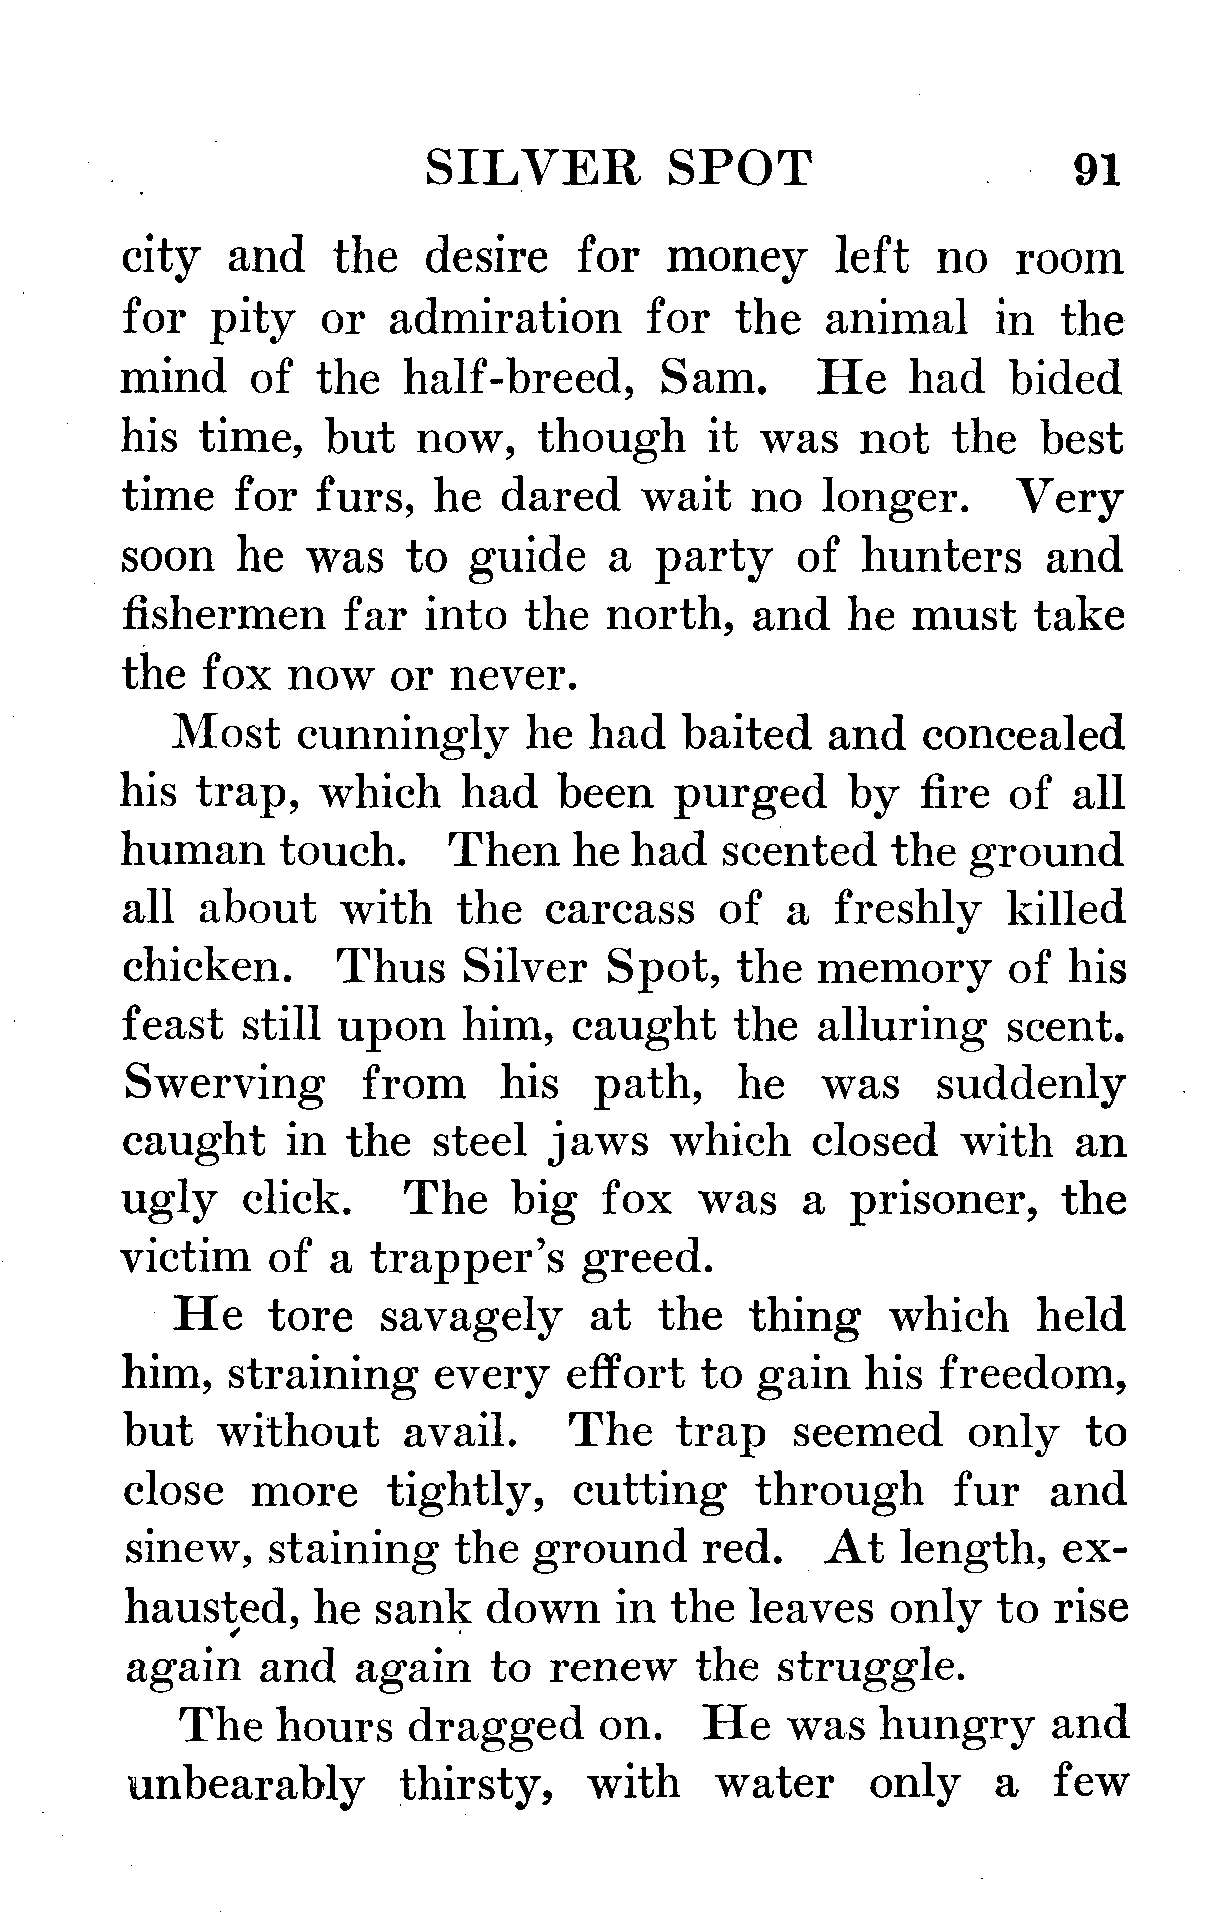 SILVER SPOT 91
city and the desire for money left no room
for pity or admiration for the animal in the
mind of the half-breed, Sam. He had bided
his time, but now, though it was not the best
time for furs, he dared wait no longer. Very
soon he was to guide a party of hunters and
fishermen far into the north, and he must take
the fox now or never.
Most cunningly he had baited and concealed
his trap, which had been purged by fire of all
human touch. Then he had scented the ground
all about with the carcass of a freshly killed
chicken. Thus Silver Spot, the memory of his
feast still upon him, caught the alluring scent.
Swerving from his path, he was suddenly
caught in the steel jaws which closed with an
ugly click. The big fox was a prisoner, the
victim of a trapper's greed.
He tore savagely at the thing which held
him, straining every effort to gain his freedom,
but without avail. The trap seemed only to
close more tightly, cutting through fur and
sinew, staining the ground red. At length, ex-
hausted, he sank down in the leaves only to rise
again and again to renew the struggle.
The hours dragged on. He was hungry and
unbearably thirsty, with water only a few